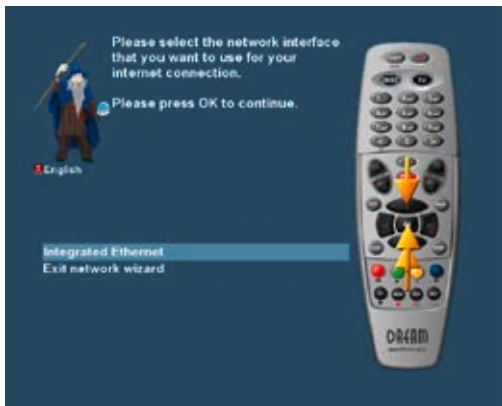 Please select the network interface
that you want to use for your
internet connection.
Please press OK to continue.
English
Integrated Ethernet
Exit network wizard
TV
DREAM